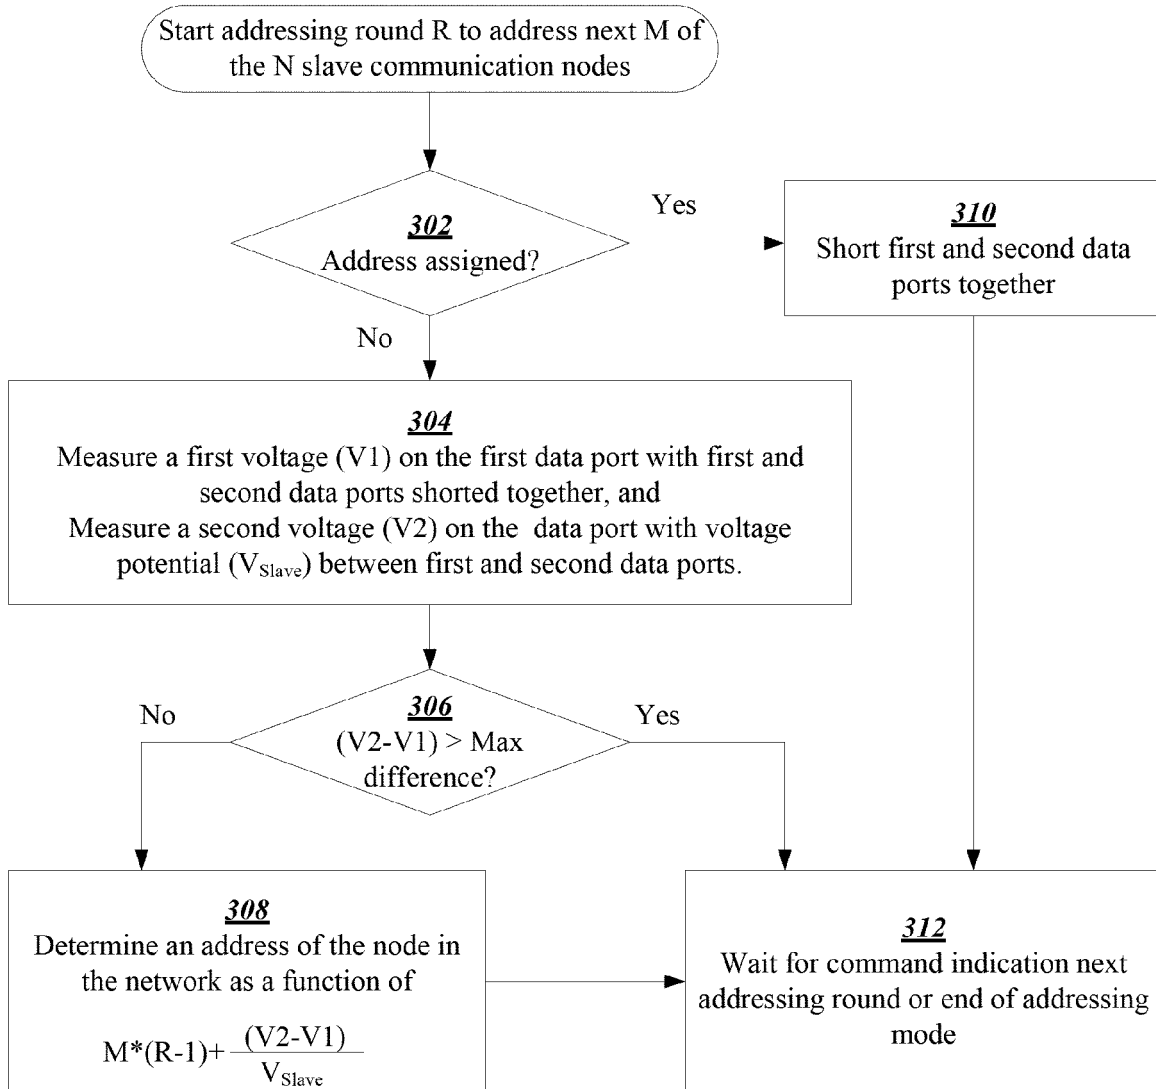 Start addressing round R to address next M of
the N slave communication nodes
302
Address assigned?
Yes
310
Short first and second data
ports together
No
304
Measure a first voltage (V1) on the first data port with first and
second data ports shorted together, and
Measure a second voltage (V2) on the  data port with voltage
potential (VSlave) between first and second data ports.
No
306
(V2-V1) > Max
difference?
Yes
308
Determine an address of the node in
the network as a function of
M*(R-1)+ (V2-V1)
VSlave
312
Wait for command indication next
addressing round or end of addressing
mode